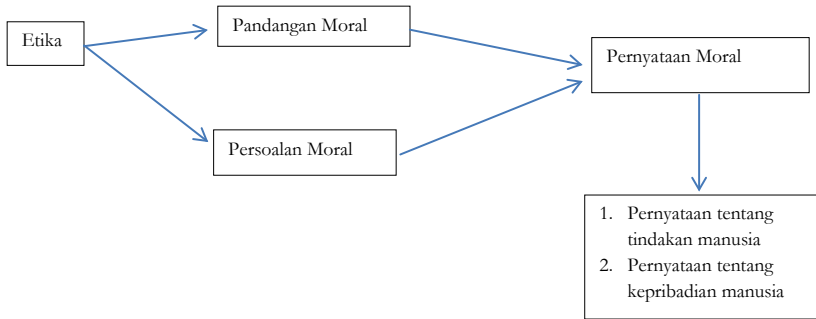 Etika
Pandangan Moral
Pernyataan Moral
Persoalan Moral
1. Pernyataan tentang
tindakan manusia
2. Pernyataan tentang
kepribadian manusia